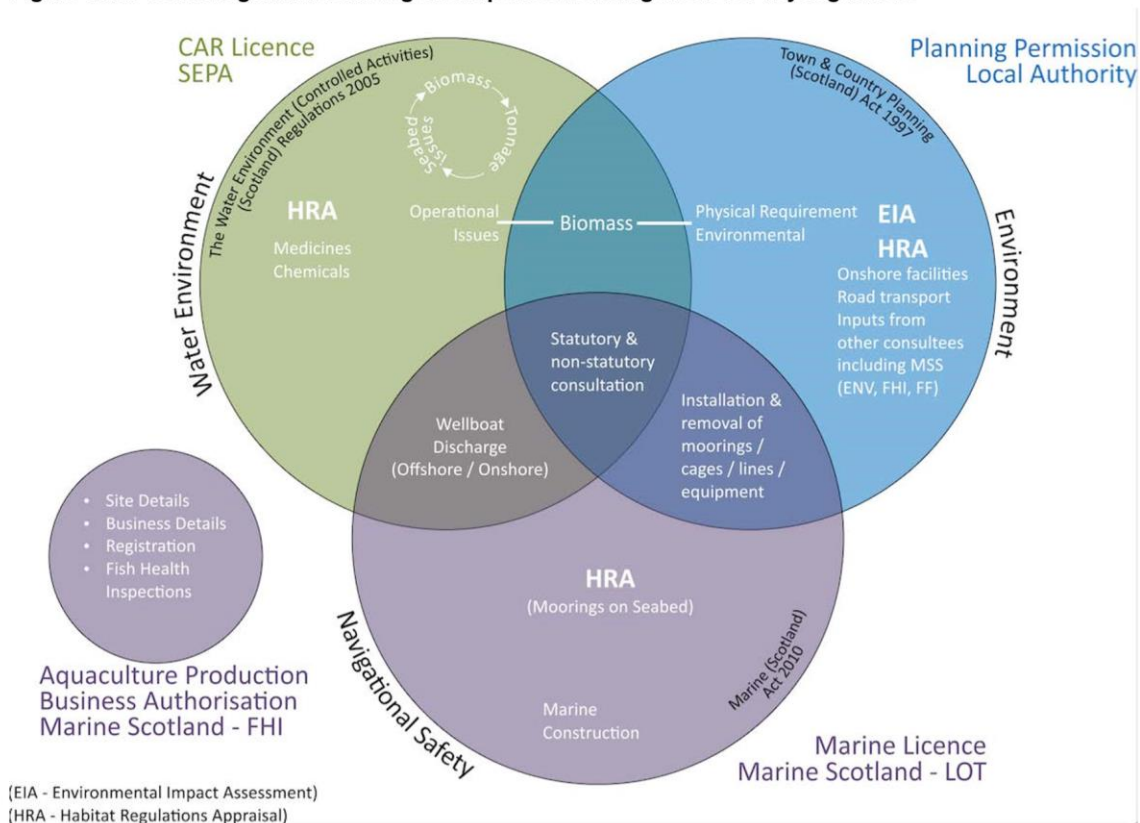 CAR Licence
SEPA
Planning Permission
Local Authority
The Water Environment (Controlled Activities)
(Scotland) Regulations 2005
Town & Country Planning
(Scotland) Act 1997
Biomass
Tonnage
Seabed
issues
Water Environment
Environment
HRA
Medicines
Chemicals
Operational
Issues
Biomass
Physical Requirement
Environmental
EIA
HRA
Onshore facilities
Road transport
Inputs from
other consultees
including MSS
(ENV, FHI, FF)
Statutory &
non-statutory
consultation
Wellboat
Discharge
(Offshore / Onshore)
Installation &
removal of
moorings /
cages / lines /
equipment
• Site Details
• Business Details
• Registration
• Fish Health
Inspections
Aquaculture Production
Business Authorisation
Marine Scotland - FHI
HRA
(Moorings on Seabed)
Marine
Construction
Navigational Safety
Marine (Scotland)
Act 2010
Marine Licence
Marine Scotland - LOT
(EIA - Environmental Impact Assessment)
(HRA - Habitat Regulations Appraisal)